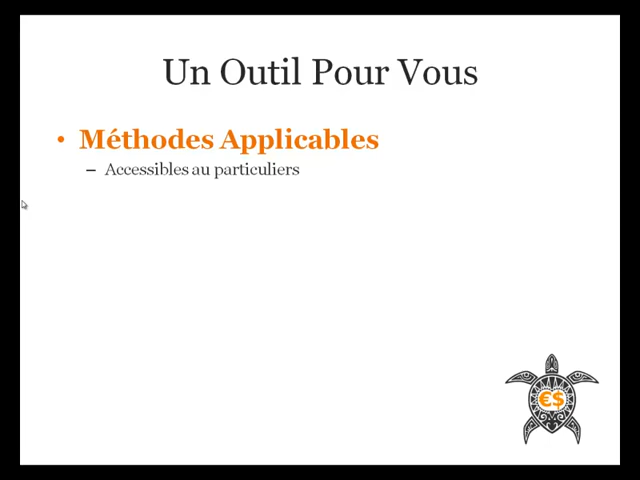 Un Outil Pour Vous
• Méthodes Applicables
– Accessibles au particuliers
€$